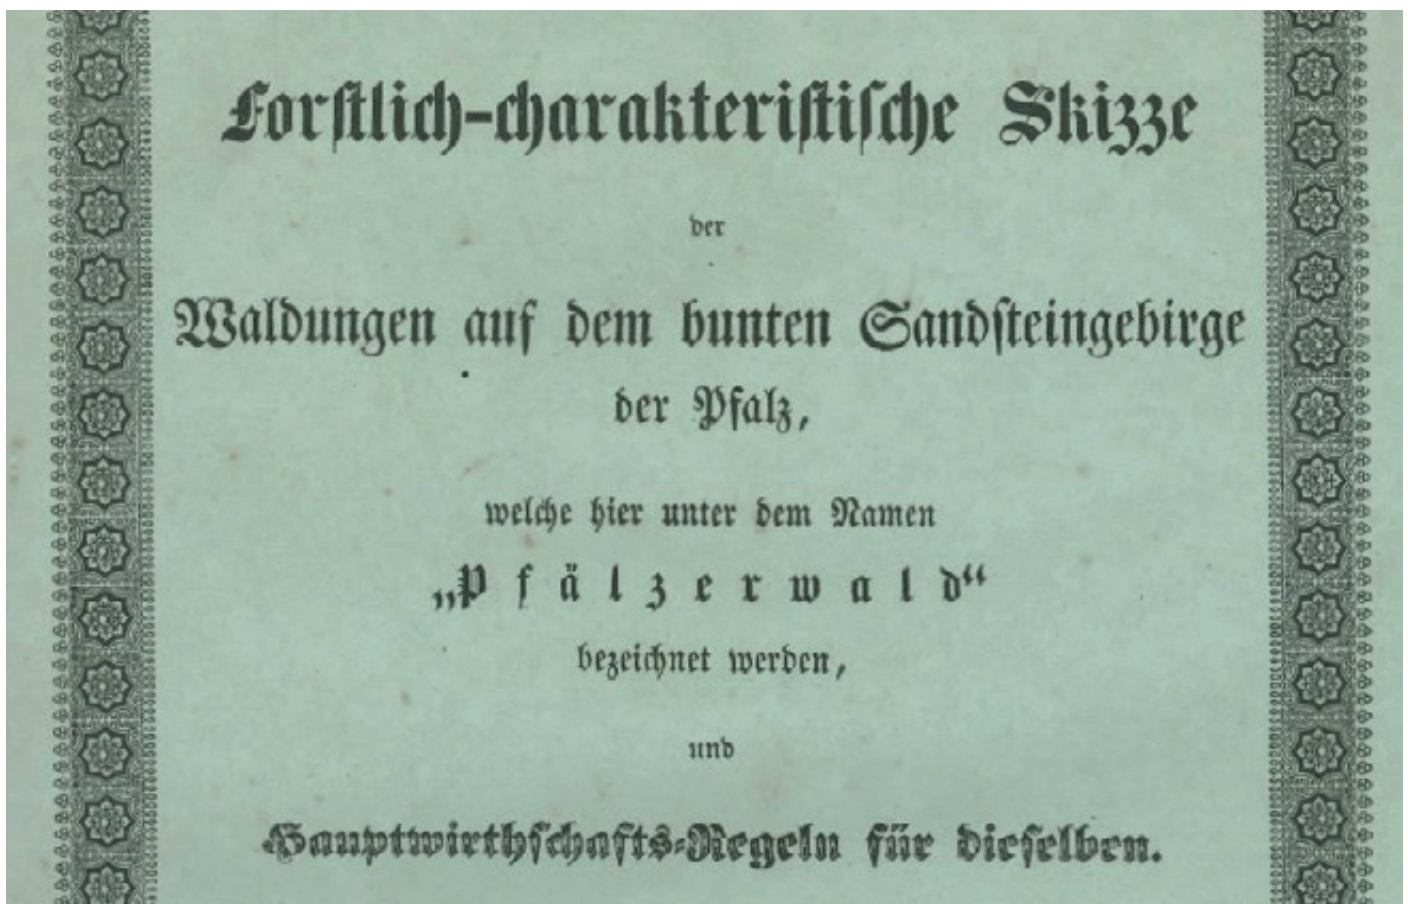 Forstlich-charakteristische Skizze
der
Waldungen auf dem bunten Sandsteingebirge
der Pfalz,
welche hier unter dem Namen
„Pfälzerwald“
bezeichnet werden,
und
Hauptwirthschafts-Regeln für dieselben.